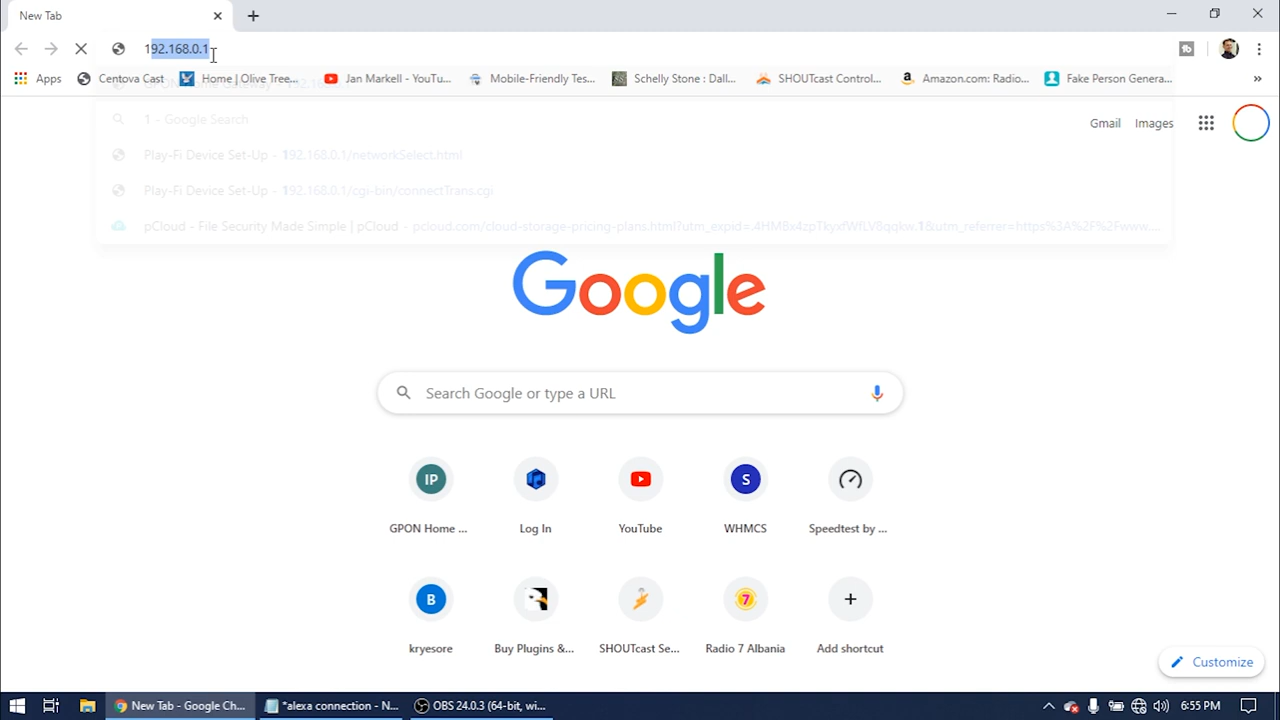 New Tab
192.168.0.1
Apps
Centova Cast
Home | Olive Tree...
Jan Markell - YouTu...
Mobile-Friendly Tes...
Schelly Stone : Dall...
SHOUTcast Control...
Amazon.com: Radio...
Fake Person Genera...
»
1 - Google Search
Play-Fi Device Set-Up - 192.168.0.1/networkSelect.html
Play-Fi Device Set-Up - 192.168.0.1/cgi-bin/connectTrans.cgi
pCloud - File Security Made Simple | pCloud - pcloud.com/cloud-storage-pricing-plans.html?utm_expid=.4HMBx4zpTkyxfWfLV8qqkw.1&utm_referrer=https%3A%2F%2Fwww....
Gmail
Images
Google
Search Google or type a URL
IP
S
GPON Home ...
Log In
YouTube
WHMCS
Speedtest by ...
B
7
kryesore
Buy Plugins &...
SHOUTcast Se...
Radio 7 Albania
Add shortcut
Customize
New Tab - Google Ch...
*alexa connection - N...
OBS 24.0.3 (64-bit, wi...
6:55 PM